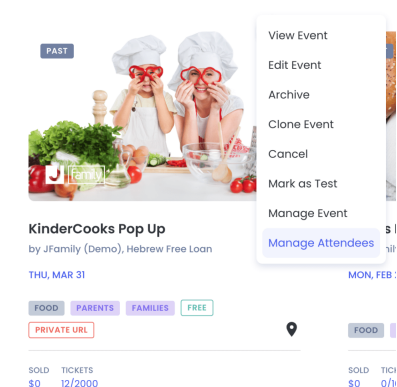 PAST
J Family
View Event
Edit Event
Archive
Clone Event
Cancel
Mark as Test
Manage Event
Manage Attendees
KinderCooks Pop Up
by JFamily (Demo), Hebrew Free Loan
THU, MAR 31
FOOD PARENTS FAMILIES FREE
PRIVATE URL
SOLD TICKETS
$0 12/2000
MON, FEB
FOOD
SOLD
$0